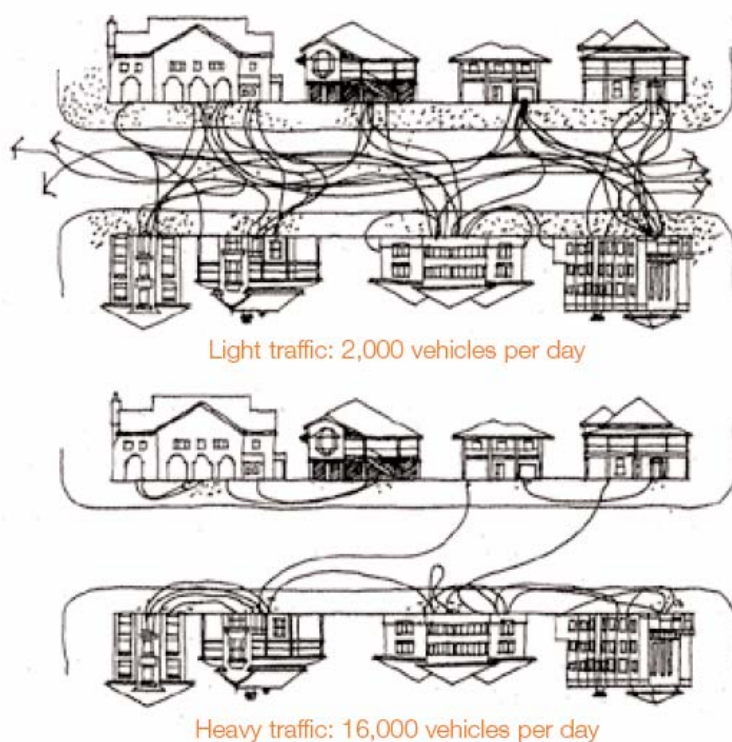 Light traffic: 2,000 vehicles per day
Heavy traffic: 16,000 vehicles per day